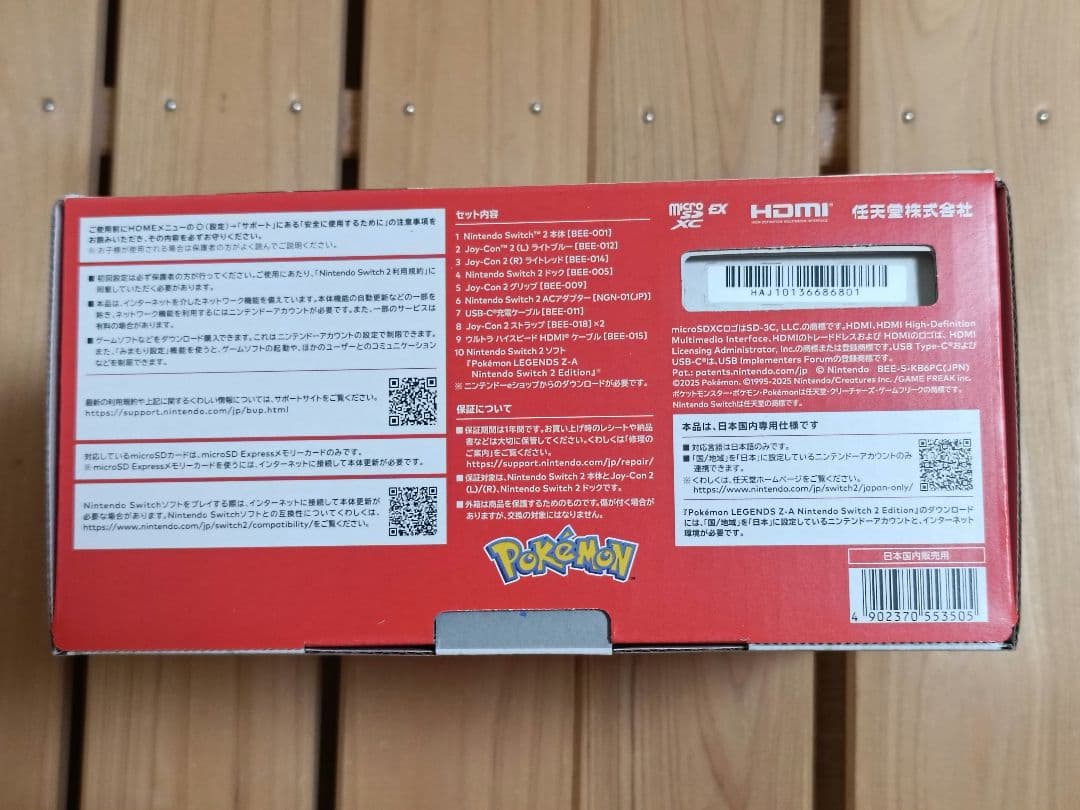 ご使用前にHOMEメニューの(設定)→「サポート」にある「安全に使用するために」の注意事項を
お読みいただき、その内容を必ずお守りください。
※お子様が使用される場合は保護者の方がよく読んでご説明ください。
■初回設定は必ず保護者の方が行ってください。ご使用にあたり、「Nintendo Switch 2 利用規約」に
同意していただく必要があります。
■本品は、インターネットを介したネットワーク機能を備えています。本体機能の自動更新などの一部を
除き、ネットワーク機能を利用するにはニンテンドーアカウントが必要です。また、一部のサービスは
有料の場合があります。
■ゲームソフトなどをダウンロード購入できます。これはニンテンドーアカウントの設定で制限できます。
また、「みまもり設定」機能を使うと、ゲームソフトの起動や、ほかのユーザーとのコミュニケーション
などを制限できます。
最新の利用規約や上記に関するくわしい情報については、サポートサイトをご覧ください。
https://support.nintendo.com/jp/bup.html
対応しているmicroSDカードは、microSD Expressメモリーカードのみです。
※microSD Expressメモリーカードを使うには、インターネットに接続して本体更新が必要です。
Nintendo Switchソフトをプレイする際は、インターネットに接続して本体更新が
必要な場合があります。Nintendo Switchソフトとの互換性についてくわしくは、
https://www.nintendo.com/jp/switch2/compatibility/をご覧ください。
セット内容
1 Nintendo Switch™ 2 本体 [BEE-001]
2 Joy-Con™ 2 (L) ライトブルー [BEE-012]
3 Joy-Con 2 (R) ライトレッド [BEE-014]
4 Nintendo Switch 2 ドック [BEE-005]
5 Joy-Con 2 グリップ [BEE-009]
6 Nintendo Switch 2 ACアダプター [NGN-01(JP)]
7 USB-C®充電ケーブル [BEE-011]
8 Joy-Con 2 ストラップ [BEE-018]×2
9 ウルトラ ハイスピード HDMI® ケーブル [BEE-015]
10 Nintendo Switch 2 ソフト
『Pokémon LEGENDS Z-A
Nintendo Switch 2 Edition』※
※ニンテンドーeショップからのダウンロードが必要です。
保証について
■保証期間は1年間です。お買い上げ時のレシートや納品
書などは大切に保管してください。くわしくは「修理の
ご案内」をご覧ください。
https://support.nintendo.com/jp/repair/
■保証対象は、Nintendo Switch 2 本体とJoy-Con 2
(L)/(R)、Nintendo Switch 2 ドックです。
■外箱は商品を保護するためのものです。傷が付く場合が
ありますが、交換の対象にはなりません。
POKéMON™
micro SD XC EX
HDMI®
HIGH-DEFINITION MULTIMEDIA INTERFACE
任天堂株式会社
HAJ10136686801
microSDXCロゴはSD-3C, LLC.の商標です。HDMI、HDMI High-Definition
Multimedia Interface、HDMIのトレードドレスおよび HDMIのロゴは、HDMI
Licensing Administrator, Inc.の商標または登録商標です。USB Type-C®および
USB-C®は、USB Implementers Forumの登録商標です。
Pat.: patents.nintendo.com/jp © Nintendo BEE-S-KB6PC(JPN)
©2025 Pokémon. ©1995-2025 Nintendo/Creatures Inc. /GAME FREAK inc.
ポケットモンスター・ポケモン・Pokémonは任天堂・クリーチャーズ・ゲームフリークの商標です。
Nintendo Switchは任天堂の商標です。
本品は、日本国内専用仕様です
■対応言語は日本語のみです。
■「国/地域」を「日本」に設定しているニンテンドーアカウントのみ
連携できます。
※くわしくは、任天堂ホームページをご覧ください。
https://www.nintendo.com/jp/switch2/japan-only/
『Pokémon LEGENDS Z-A Nintendo Switch 2 Edition』のダウンロード
には、「国/地域」を「日本」に設定しているニンテンドーアカウントと、インターネット
環境が必要です。
日本国内販売用
4 902370 553505